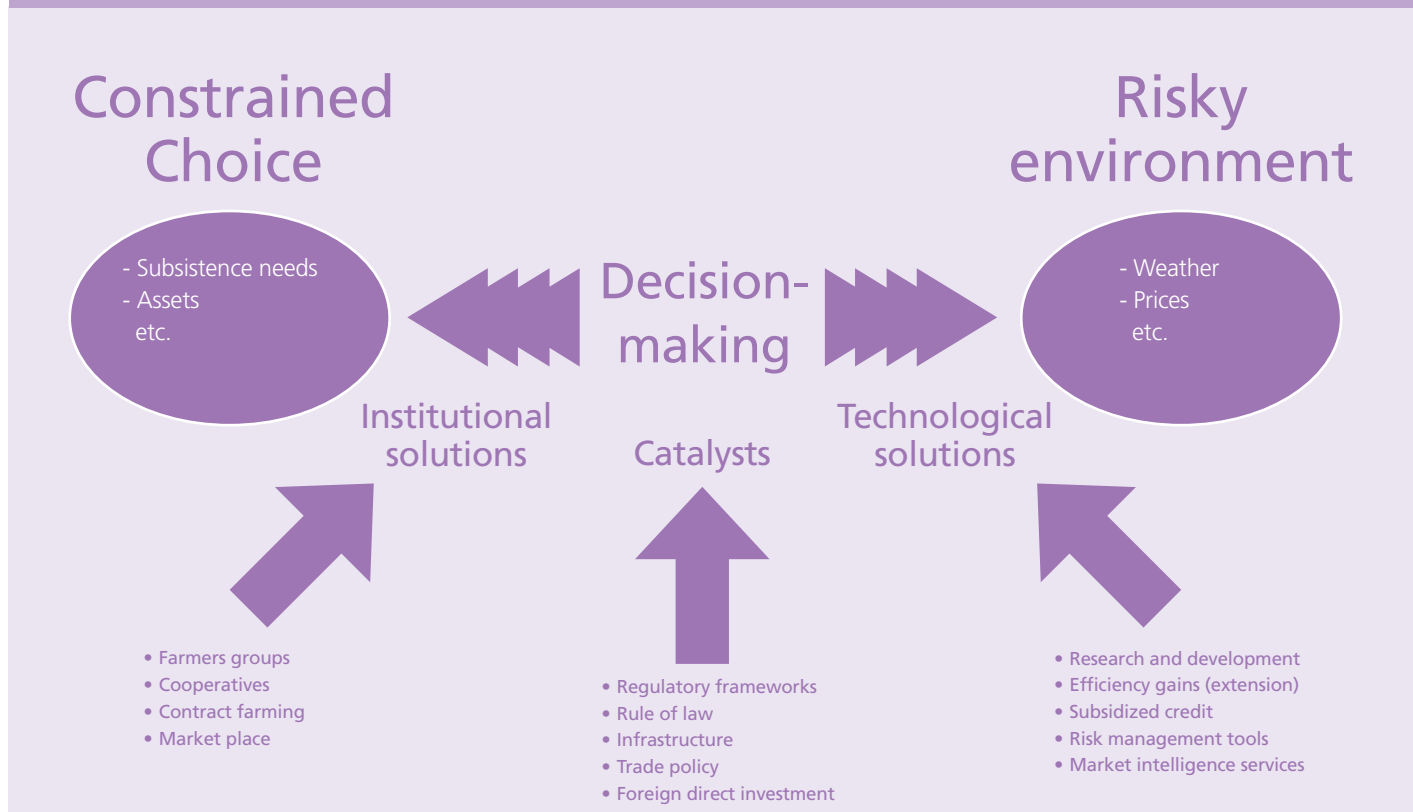 Constrained
Choice
- Subsistence needs
- Assets
etc.
Decision-
making
Risky
environment
- Weather
- Prices
etc.
Institutional
solutions
Catalysts
Technological
solutions
• Farmers groups
• Cooperatives
• Contract farming
• Market place
• Regulatory frameworks
• Rule of law
• Infrastructure
• Trade policy
• Foreign direct investment
• Research and development
• Efficiency gains (extension)
• Subsidized credit
• Risk management tools
• Market intelligence services